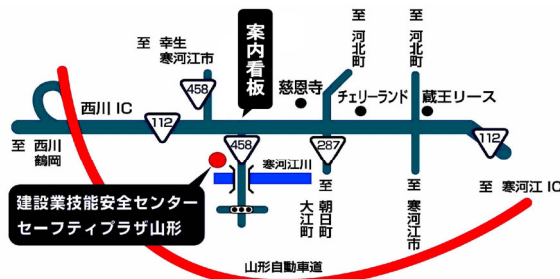 至 幸生
寒河江市
458
案内看板
至 河北町
至 河北町
慈恩寺
チェリーランド
蔵王リース
西川 IC
112
至 西川
鶴岡
458
寒河江川
287
112
至 朝日町
大江町
至 寒河江市
至 寒河江 IC
建設業技能安全センター
セーフティプラザ山形
山形自動車道